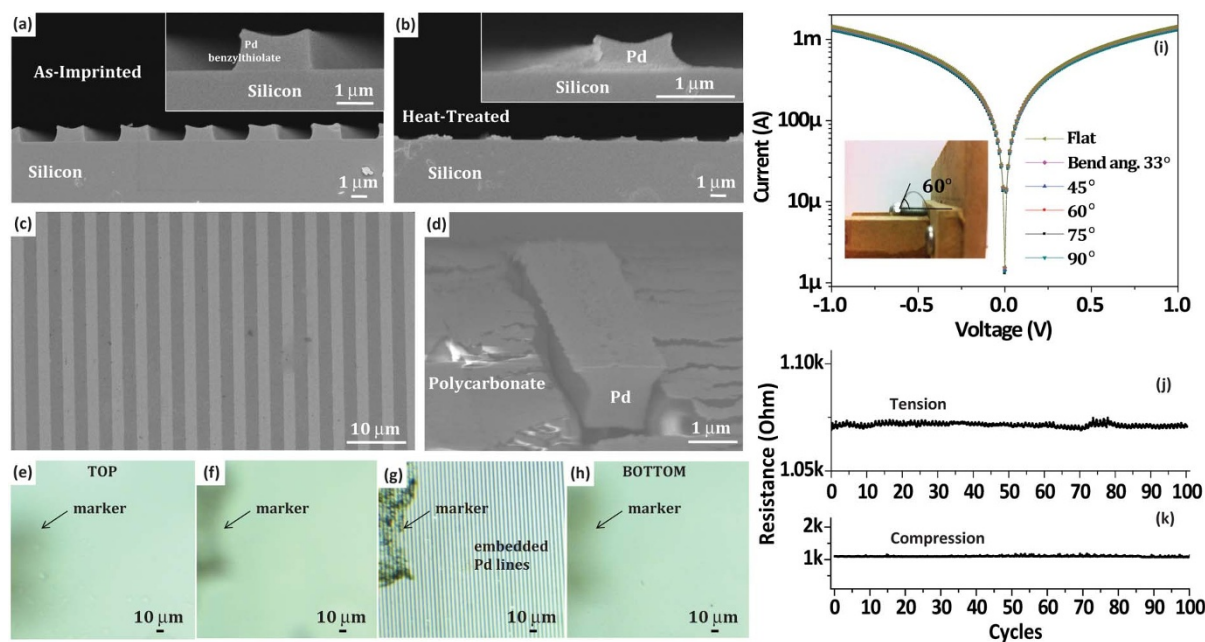 (a)
As-Imprinted
Pd
benzylthiolate
Silicon
1 μm
Silicon
1 μm
(b)
Pd
Silicon
1 μm
Heat-Treated
Silicon
1 μm
(c)
10 μm
(d)
Polycarbonate
Pd
1 μm
(e)
TOP
marker
10 μm
(f)
marker
10 μm
(g)
marker
embedded
Pd lines
10 μm
(h)
BOTTOM
marker
10 μm
(i)
Current (A)
1m
100μ
10μ
1μ
60°
Flat
Bend ang. 33°
45°
60°
75°
90°
-1.0 -0.5 0.0 0.5 1.0
Voltage (V)
Resistance (Ohm)
1.10k
(j)
Tension
1.05k
0 10 20 30 40 50 60 70 80 90 100
(k)
2k
Compression
1k
0 10 20 30 40 50 60 70 80 90 100
Cycles